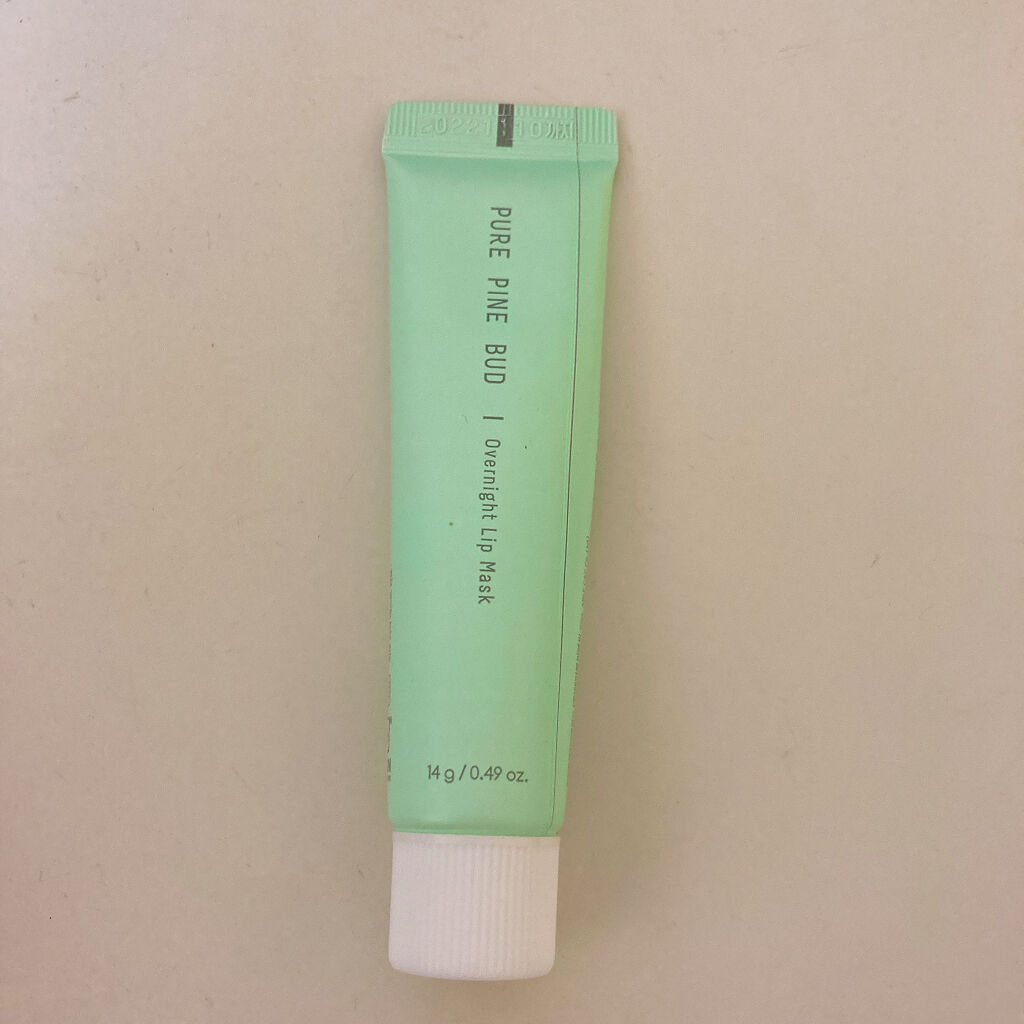 PURE PINE BUD | Overnight Lip Mask
14 g / 0.49 oz.